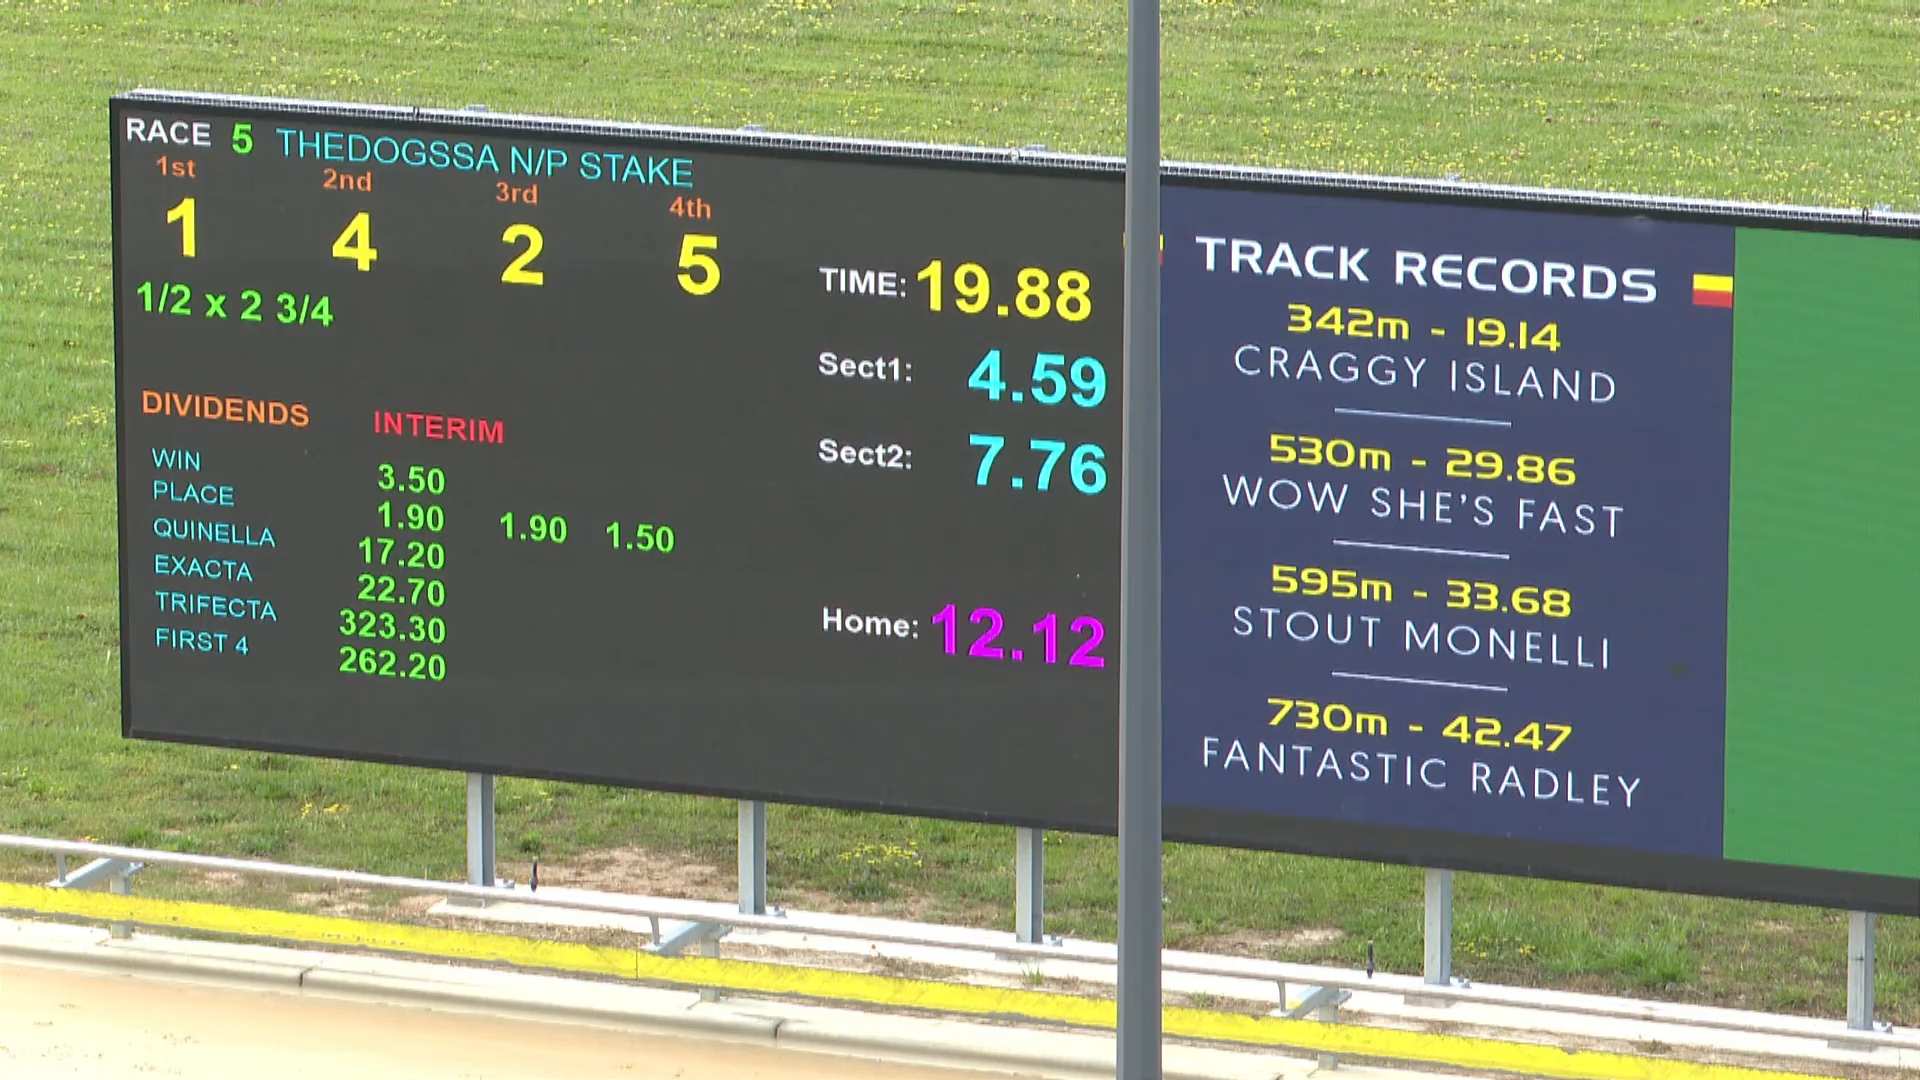 RACE 5 THEDOGSSA N/P STAKE
1st 2nd 3rd 4th
1 4 2 5
1/2 x 2 3/4
TIME: 19.88
Sect1: 4.59
Sect2: 7.76
Home: 12.12
DIVIDENDS INTERIM
WIN 3.50
PLACE 1.90 1.90 1.50
QUINELLA 17.20
EXACTA 22.70
TRIFECTA 323.30
FIRST 4 262.20
TRACK RECORDS
342m - 19.14
CRAGGY ISLAND
530m - 29.86
WOW SHE'S FAST
595m - 33.68
STOUT MONELLI
730m - 42.47
FANTASTIC RADLEY